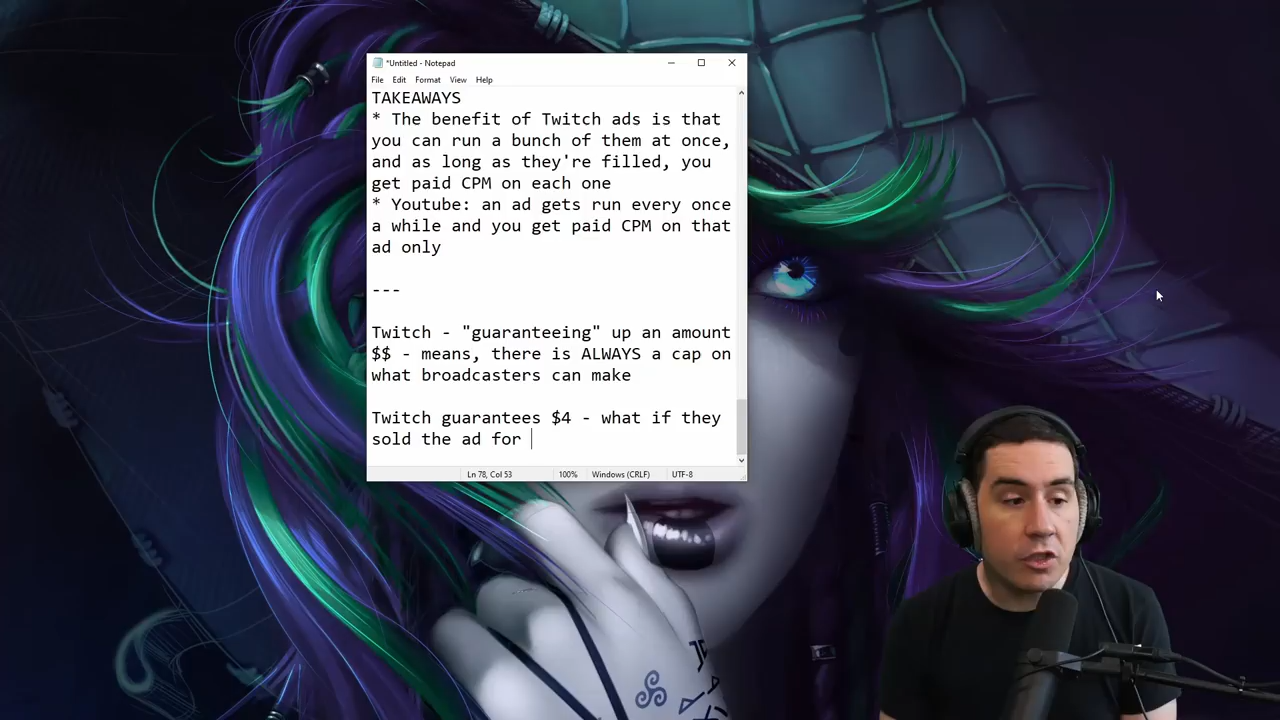 *Untitled - Notepad
File Edit Format View Help
TAKEAWAYS
* The benefit of Twitch ads is that
you can run a bunch of them at once,
and as long as they're filled, you
get paid CPM on each one
* Youtube: an ad gets run every once
a while and you get paid CPM on that
ad only
---
Twitch - "guaranteeing" up an amount
$$ - means, there is ALWAYS a cap on
what broadcasters can make
Twitch guarantees $4 - what if they
sold the ad for
Ln 78, Col 53 100% Windows (CRLF) UTF-8